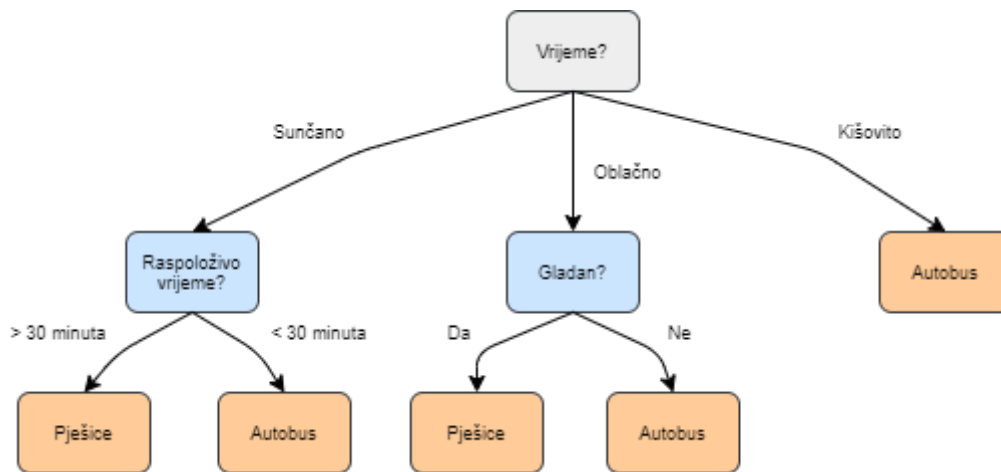 Vrijeme?
Sunčano
Oblačno
Kišovito
Raspoloživo
vrijeme?
Gladan?
Autobus
> 30 minuta
< 30 minuta
Da
Ne
Pješice
Autobus
Pješice
Autobus